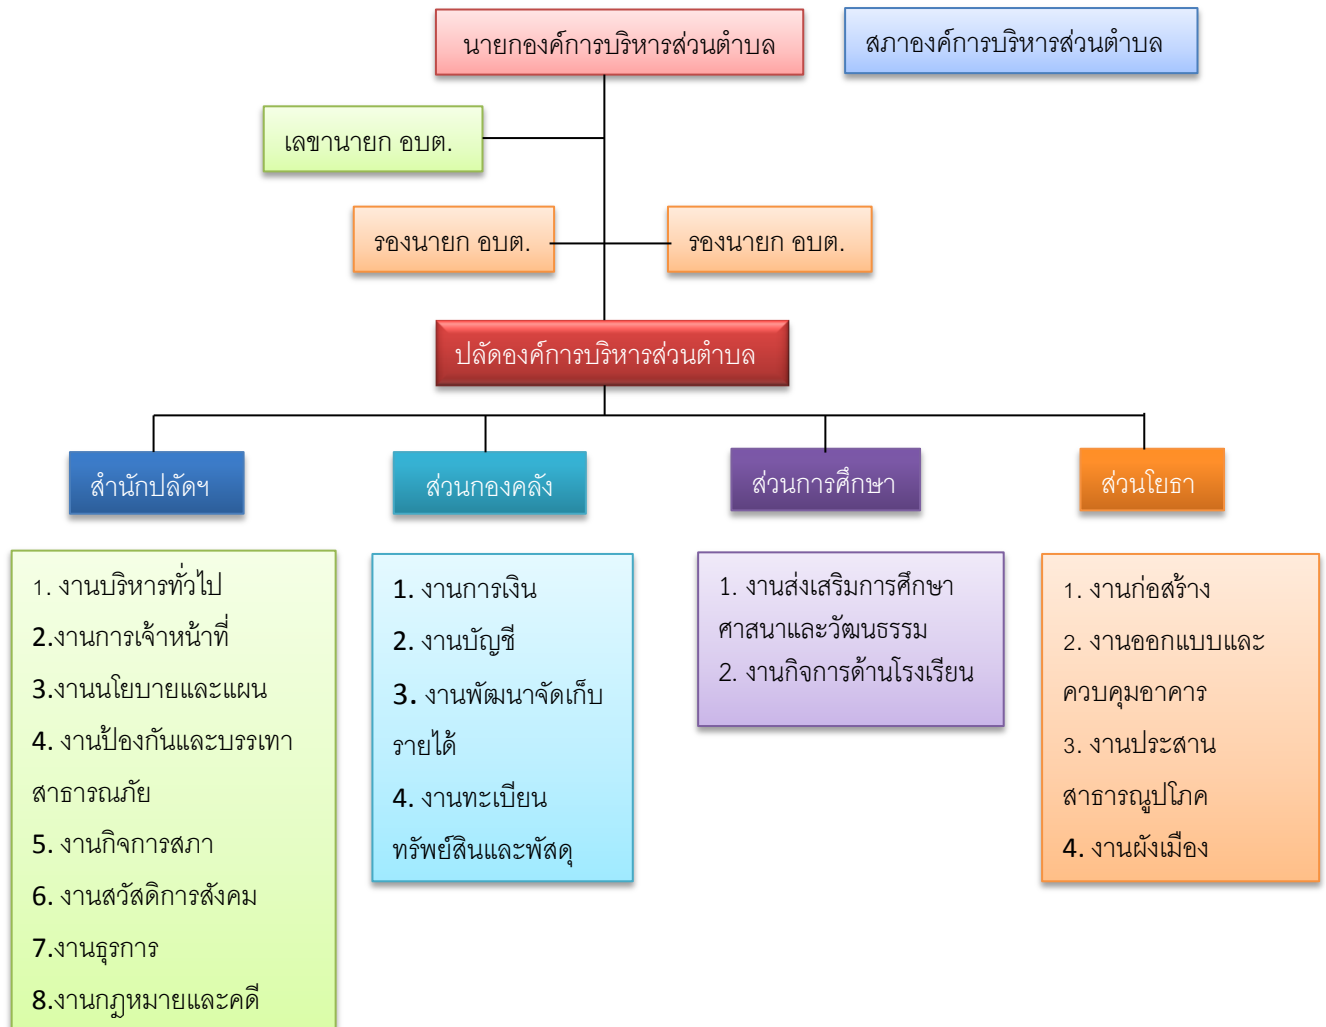 นายกองค์การบริหารส่วนตำบล
สภาองค์การบริหารส่วนตำบล
เลขานายก อบต.
รองนายก อบต.
รองนายก อบต.
ปลัดองค์การบริหารส่วนตำบล
สำนักปลัดฯ
ส่วนกองคลัง
ส่วนการศึกษา
ส่วนโยธา
1. งานบริหารทั่วไป
2.งานการเจ้าหน้าที่
3.งานนโยบายและแผน
4. งานป้องกันและบรรเทา
สาธารณภัย
5. งานกิจการสภา
6. งานสวัสดิการสังคม
7.งานธุรการ
8.งานกฎหมายและคดี
1. งานการเงิน
2. งานบัญชี
3. งานพัฒนาจัดเก็บ
รายได้
4. งานทะเบียน
ทรัพย์สินและพัสดุ
1. งานส่งเสริมการศึกษา
ศาสนาและวัฒนธรรม
2. งานกิจการด้านโรงเรียน
1. งานก่อสร้าง
2. งานออกแบบและ
ควบคุมอาคาร
3. งานประสาน
สาธารณูปโภค
4. งานผังเมือง